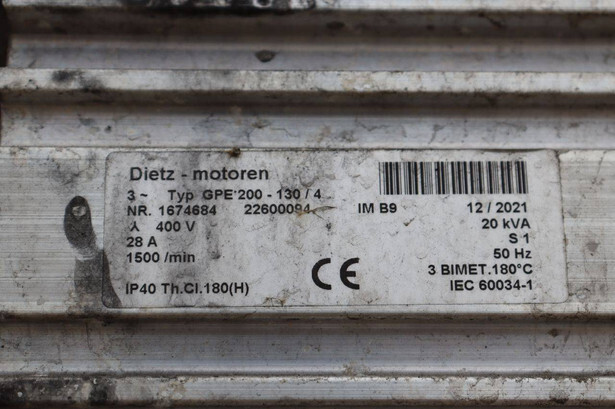 Dietz - motoren
3 ~ Typ GPE 200 - 130 / 4
NR. 1674684 22600094 IM B9 12 / 2021
⅄ 400 V 20 kVA
28 A S 1
1500 /min 50 Hz
3 BIMET.180°C
IP40 Th.Cl.180(H) CE IEC 60034-1